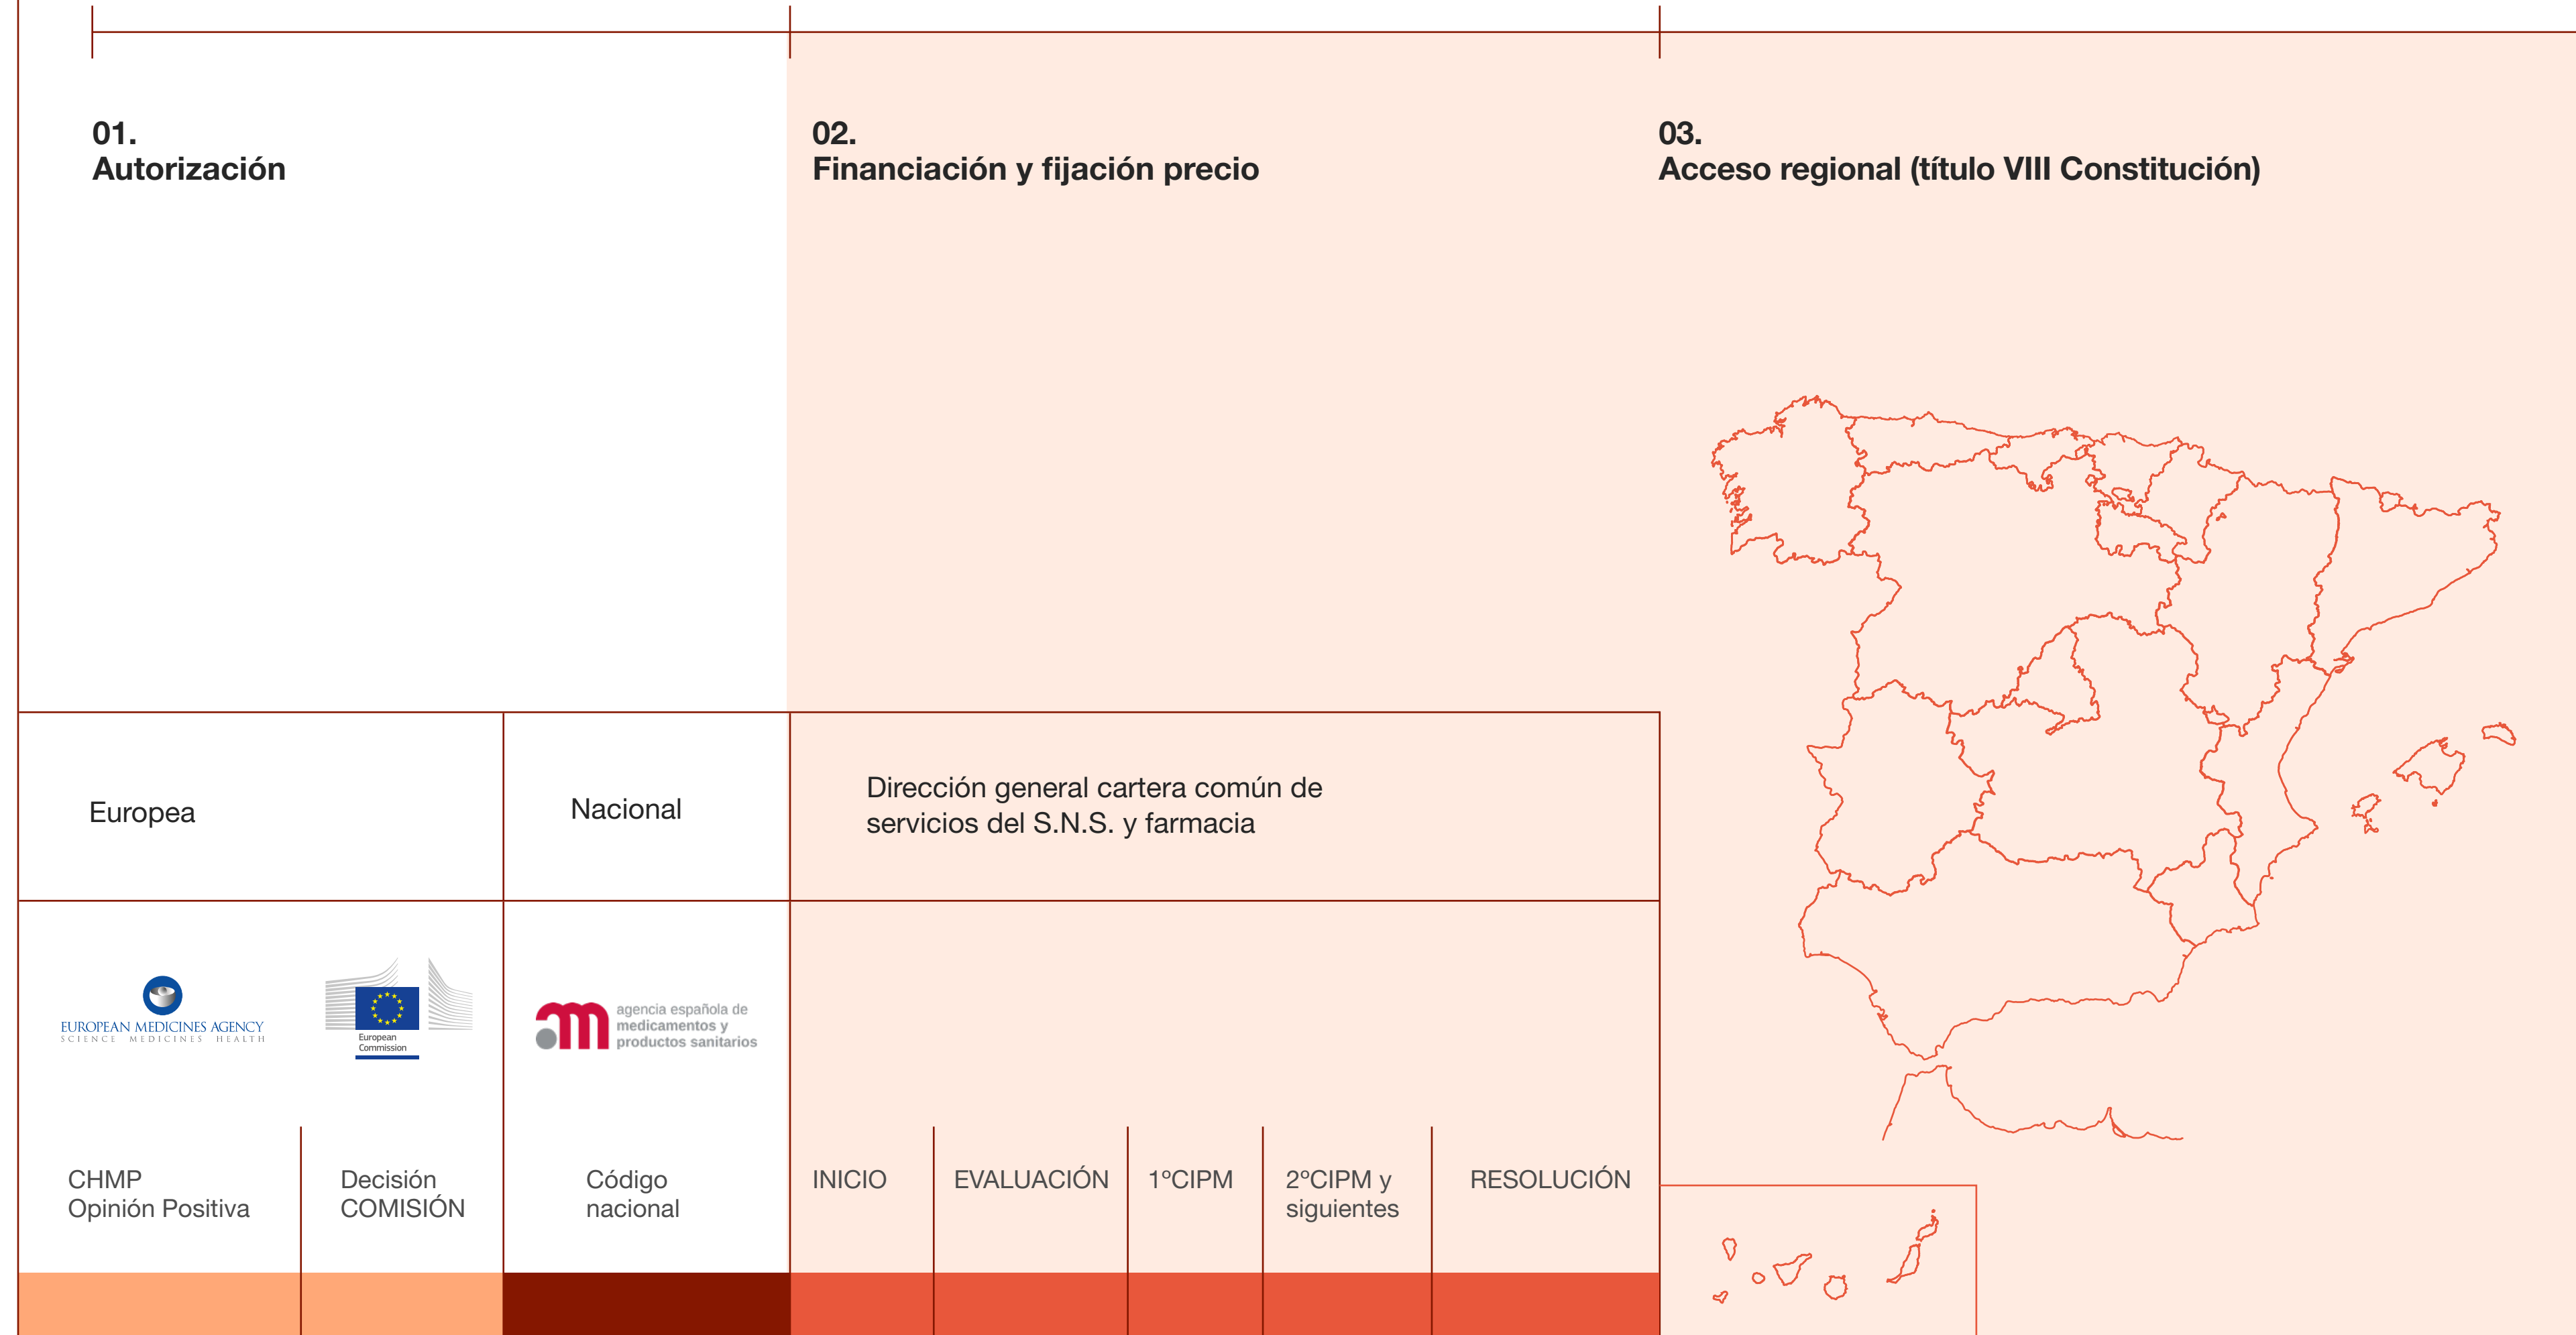 01.
Autorización
02.
Financiación y fijación precio
03.
Acceso regional (título VIII Constitución)
Europea
Nacional
Dirección general cartera común de
servicios del S.N.S. y farmacia
EUROPEAN MEDICINES AGENCY
SCIENCE MEDICINES HEALTH
European
Commission
am
agencia española de
medicamentos y
productos sanitarios
CHMP
Opinión Positiva
Decisión
COMISIÓN
Código
nacional
INICIO
EVALUACIÓN
1ºCIPM
2ºCIPM y
siguientes
RESOLUCIÓN